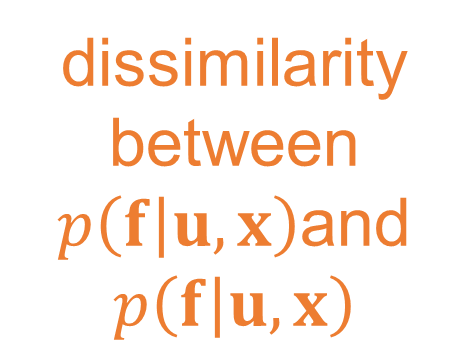 dissimilarity
between
p(f|u, x)and
p(f|u, x)